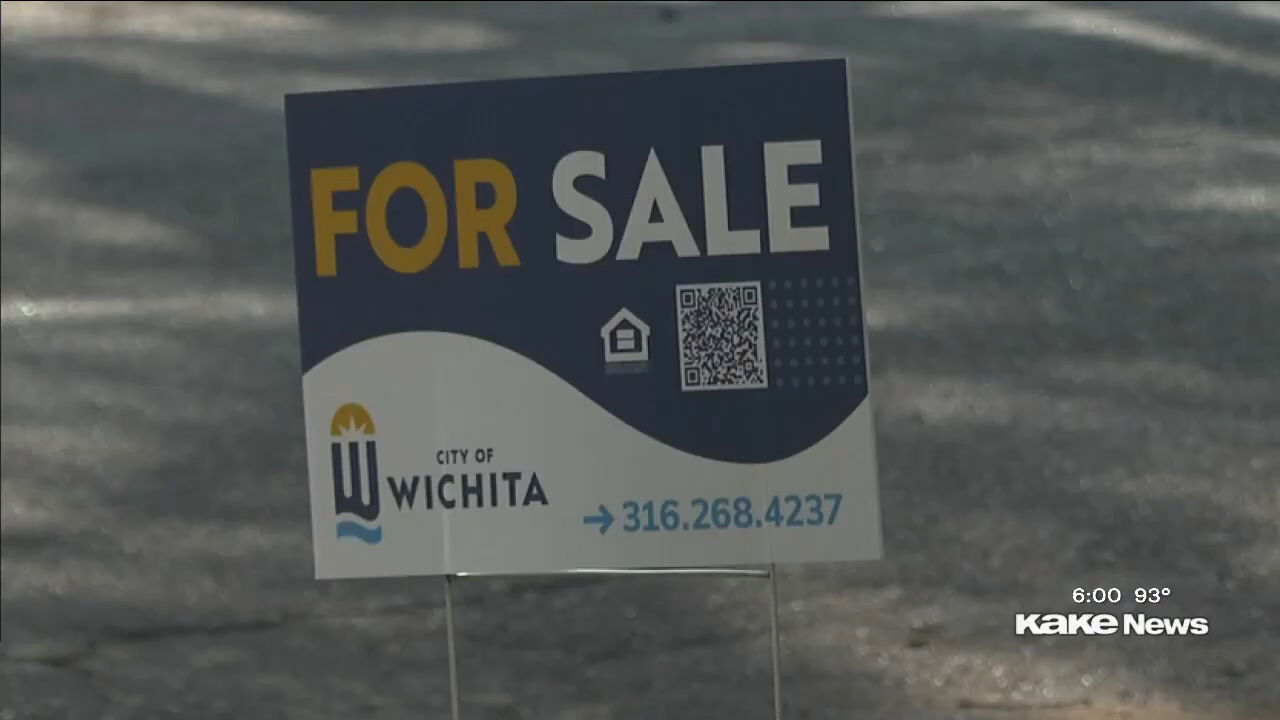 FOR SALE
CITY OF
WICHITA
→316.268.4237
6:00 93°
KAKE News